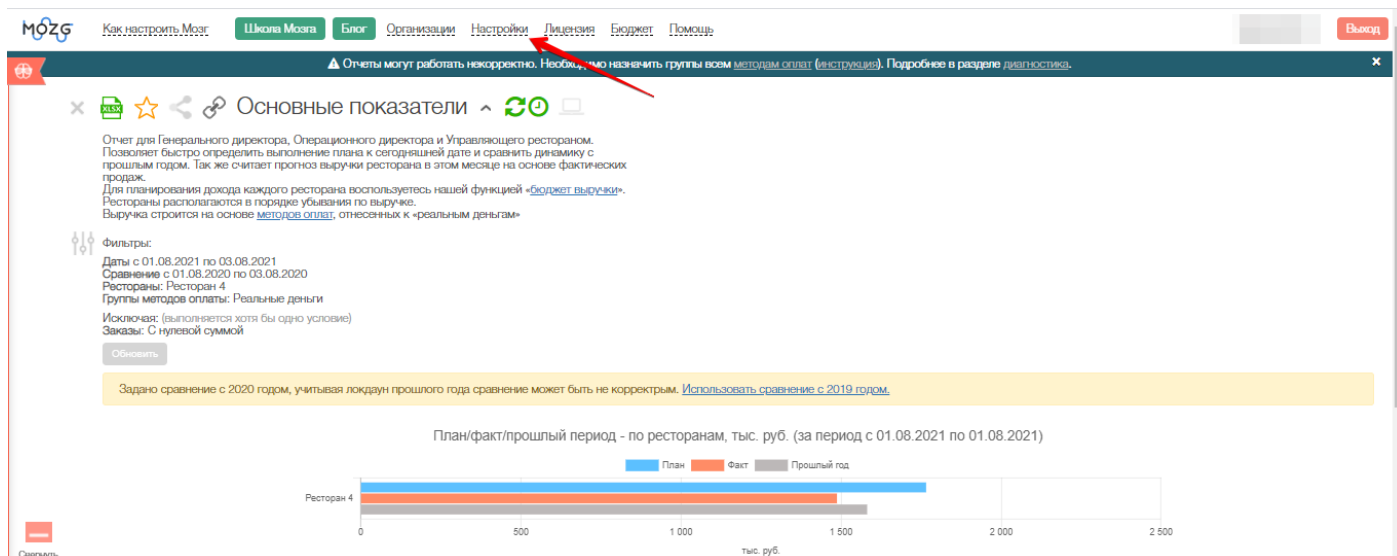 MOZG Как настроить Мозг Школа Мозга Блог Организации Настройки Лицензия Бюджет Помощь Выход
Отчеты могут работать некорректно. Необходимо назначить группы всем методам оплат (инструкция). Подробнее в разделе диагностика. ×
XLSX Основные показатели
Отчет для Генерального директора, Операционного директора и Управляющего рестораном.
Позволяет быстро определить выполнение плана к сегодняшней дате и сравнить динамику с
прошлым годом. Так же считает прогноз выручки ресторана в этом месяце на основе фактических
продаж.
Для планирования дохода каждого ресторана воспользуетесь нашей функцией «бюджет выручки».
Рестораны располагаются в порядке убывания по выручке.
Выручка строится на основе методов оплат, отнесенных к «реальным деньгам»
Фильтры:
Даты с 01.08.2021 по 03.08.2021
Сравнение с 01.08.2020 по 03.08.2020
Рестораны: Ресторан 4
Группы методов оплаты: Реальные деньги
Исключая: (выполняется хотя бы одно условие)
Заказы: С нулевой суммой
Обновить
Задано сравнение с 2020 годом, учитывая локдаун прошлого года сравнение может быть не корректрым. Использовать сравнение с 2019 годом.
План/факт/прошлый период - по ресторанам, тыс. руб. (за период с 01.08.2021 по 01.08.2021)
План Факт Прошлый год
Ресторан 4
0 500 1 000 1 500 2 000 2 500
тыс. руб.
Свернуть